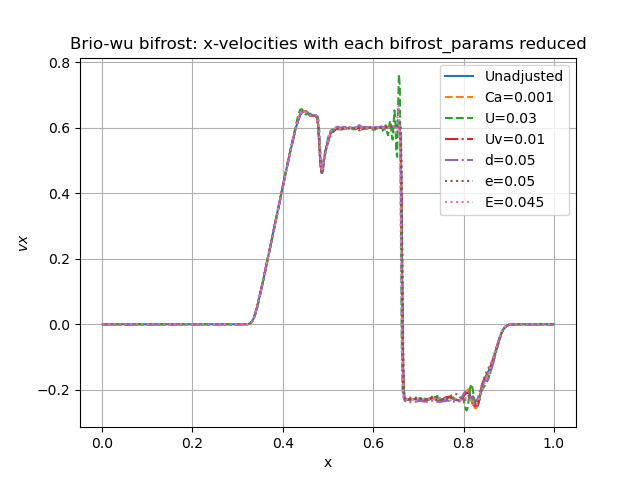 Brio-wu bifrost: x-velocities with each bifrost_params reduced
0.8
0.6
0.4
0.2
0.0
−0.2
vx
Unadjusted
Ca=0.001
U=0.03
Uv=0.01
d=0.05
e=0.05
E=0.045
0.0
0.2
0.4
0.6
0.8
1.0
x